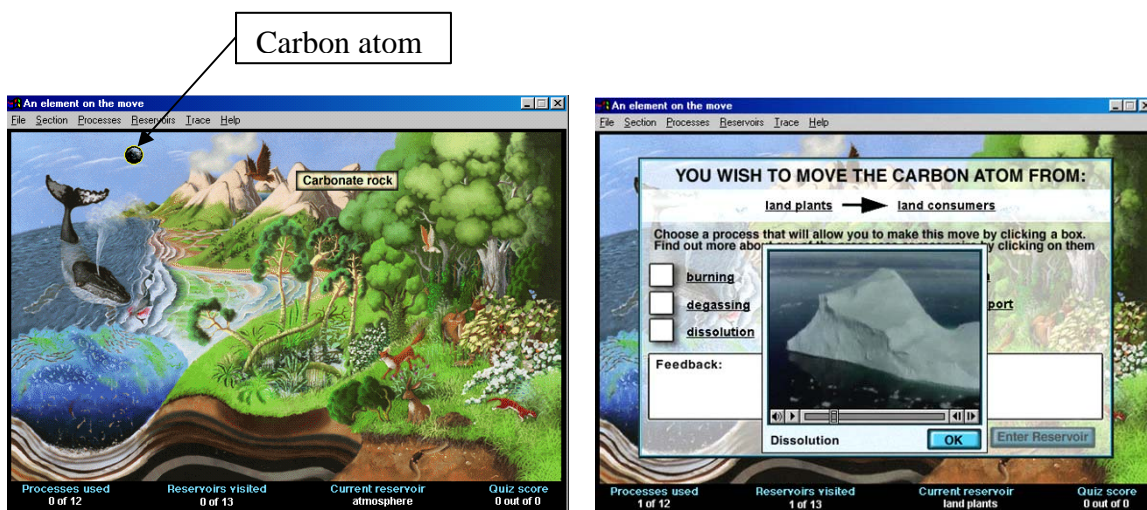 Carbon atom
An element on the move
File Section Processes Reservoirs Trace Help
Carbonate rock
Processes used
0 of 12
Reservoirs visited
0 of 13
Current reservoir
atmosphere
Quiz score
0 out of 0
An element on the move
File Section Processes Reservoirs Trace Help
YOU WISH TO MOVE THE CARBON ATOM FROM:
land plants land consumers
Choose a process that will allow you to make this move by clicking a box.
Find out more by clicking on them
burning
degassing
dissolution
Feedback:
Dissolution
OK
Enter Reservoir
Processes used
1 of 12
Reservoirs visited
1 of 13
Current reservoir
land plants
Quiz score
0 out of 0